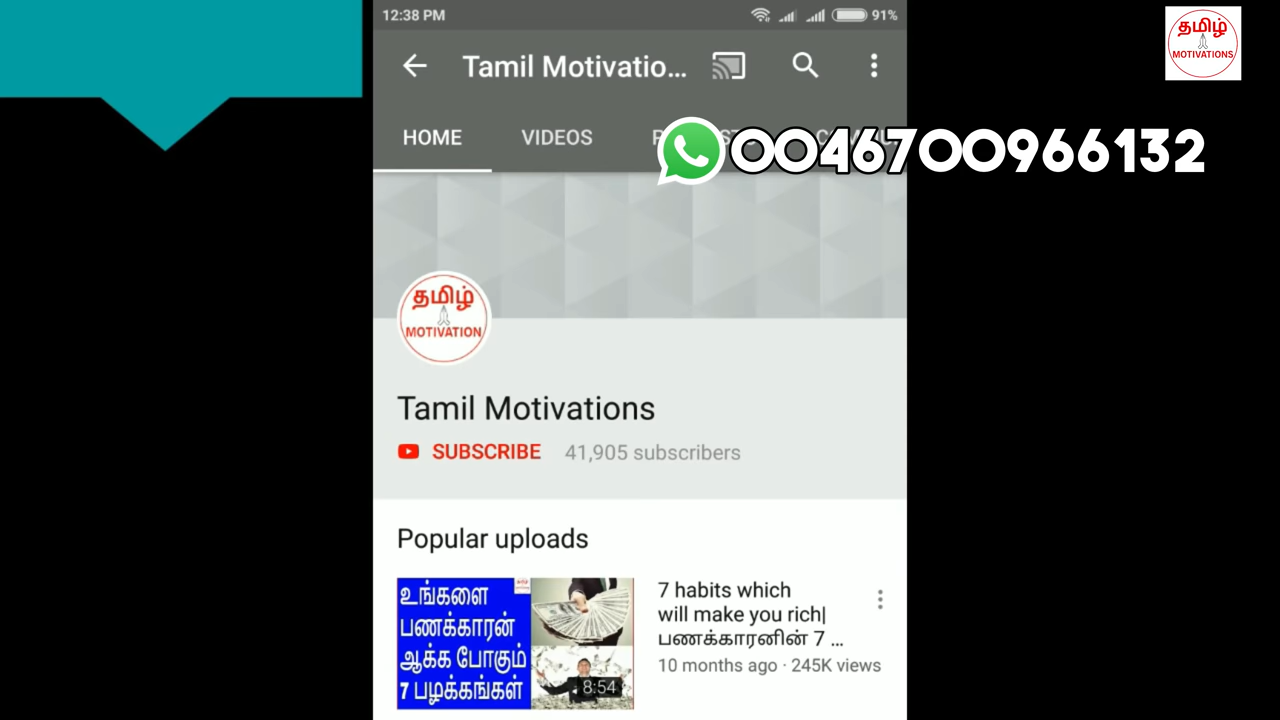 12:38 PM
91%
தமிழ்
MOTIVATIONS
Tamil Motivatio...
HOME
VIDEOS
0046700966132
தமிழ்
MOTIVATION
Tamil Motivations
SUBSCRIBE
41,905 subscribers
Popular uploads
உங்களை
பணக்காரன்
ஆக்க போகும்
7 பழக்கங்கள்
தமிழ்
8:54
7 habits which
will make you rich|
பணக்காரனின் 7 ...
10 months ago · 245K views